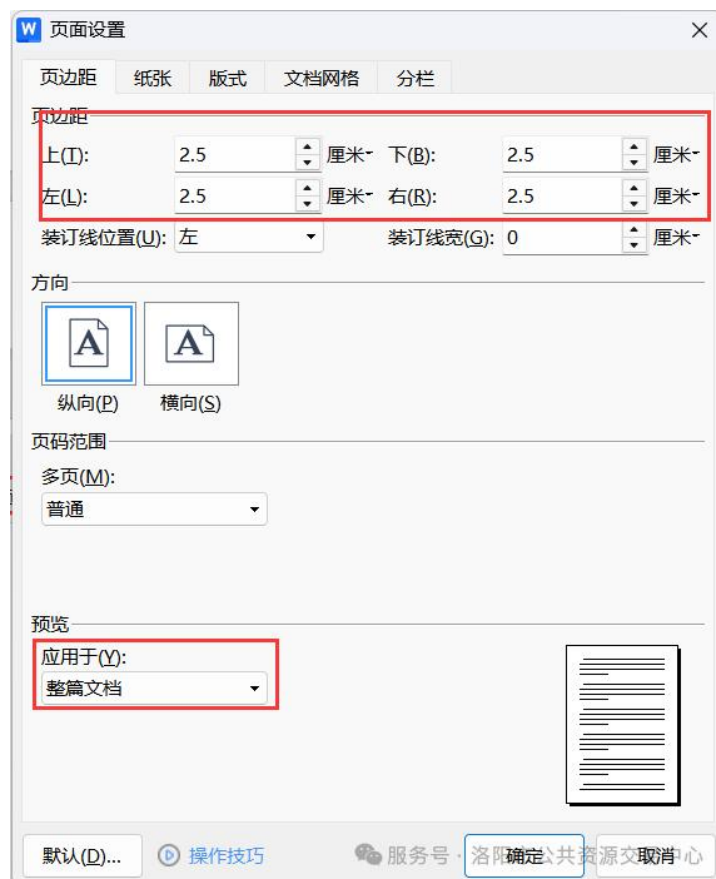 页面设置
页边距 纸张 版式 文档网格 分栏
页边距
上(T): 2.5 厘米 下(B): 2.5 厘米
左(L): 2.5 厘米 右(R): 2.5 厘米
装订线位置(U): 左 装订线宽(G): 0 厘米
方向
A A
纵向(P) 横向(S)
页码范围
多页(M):
普通
预览
应用于(Y):
整篇文档
默认(D)... 操作技巧 确定 取消
服务号 · 洛阳 公共资源交 中心